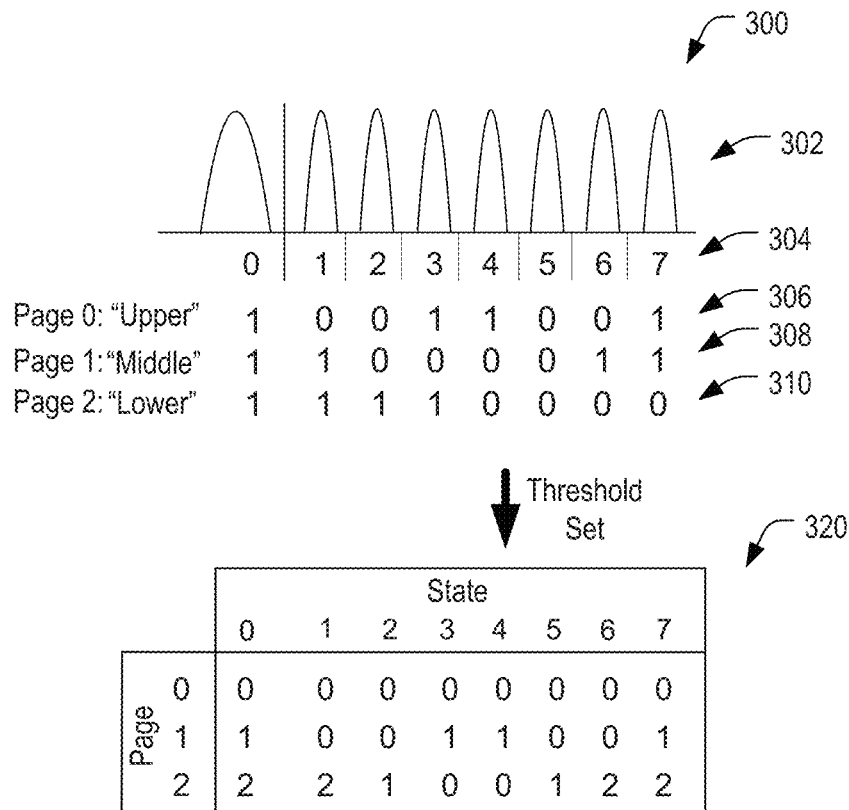 300
302
304
0 1 2 3 4 5 6 7
306
Page 0: "Upper" 1 0 0 1 1 0 0 1
308
Page 1: "Middle" 1 1 0 0 0 0 1 1
310
Page 2: "Lower" 1 1 1 1 0 0 0 0
Threshold
Set
320
State
0 1 2 3 4 5 6 7
Page
0 0 0 0 0 0 0 0 0
1 1 0 0 1 1 0 0 1
2 2 2 1 0 0 1 2 2